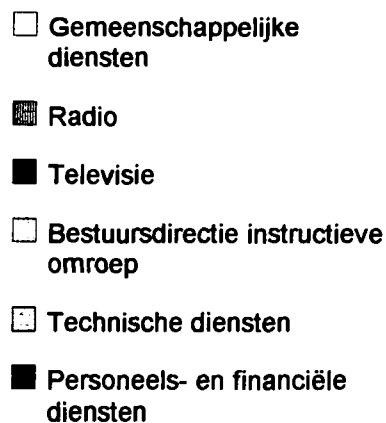 Gemeenschappelijke
diensten
Radio
Televisie
Bestuursdirectie instructieve
omroep
Technische diensten
Personeels- en financiële
diensten